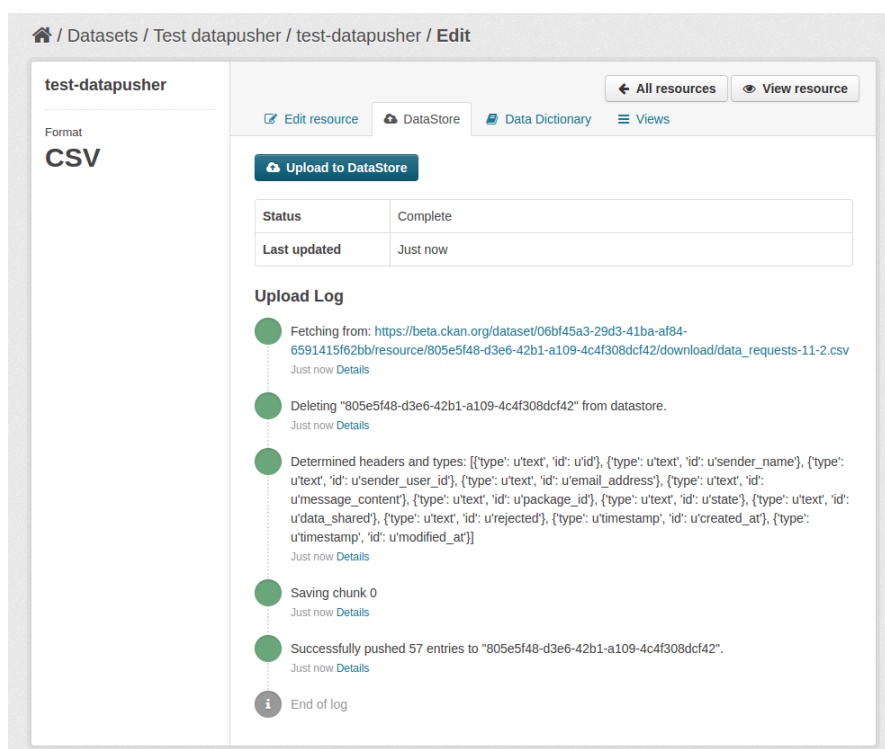 / Datasets / Test datapusher / test-datapusher / Edit
test-datapusher
Format
CSV
All resources
View resource
Edit resource
DataStore
Data Dictionary
Views
Upload to DataStore
Status Complete
Last updated Just now
Upload Log
Fetching from: https://beta.ckan.org/dataset/06bf45a3-29d3-41ba-af84-
6591415f62bb/resource/805e5f48-d3e6-42b1-a109-4c4f308dcf42/download/data_requests-11-2.csv
Just now Details
Deleting "805e5f48-d3e6-42b1-a109-4c4f308dcf42" from datastore.
Just now Details
Determined headers and types: [{'type': u'text', 'id': u'id'}, {'type': u'text', 'id': u'sender_name'}, {'type':
u'text', 'id': u'sender_user_id'}, {'type': u'text', 'id': u'email_address'}, {'type': u'text', 'id':
u'message_content'}, {'type': u'text', 'id': u'package_id'}, {'type': u'text', 'id': u'state'}, {'type': u'text', 'id':
u'data_shared'}, {'type': u'text', 'id': u'rejected'}, {'type': u'timestamp', 'id': u'created_at'}, {'type':
u'timestamp', 'id': u'modified_at'}]
Just now Details
Saving chunk 0
Just now Details
Successfully pushed 57 entries to "805e5f48-d3e6-42b1-a109-4c4f308dcf42".
Just now Details
End of log